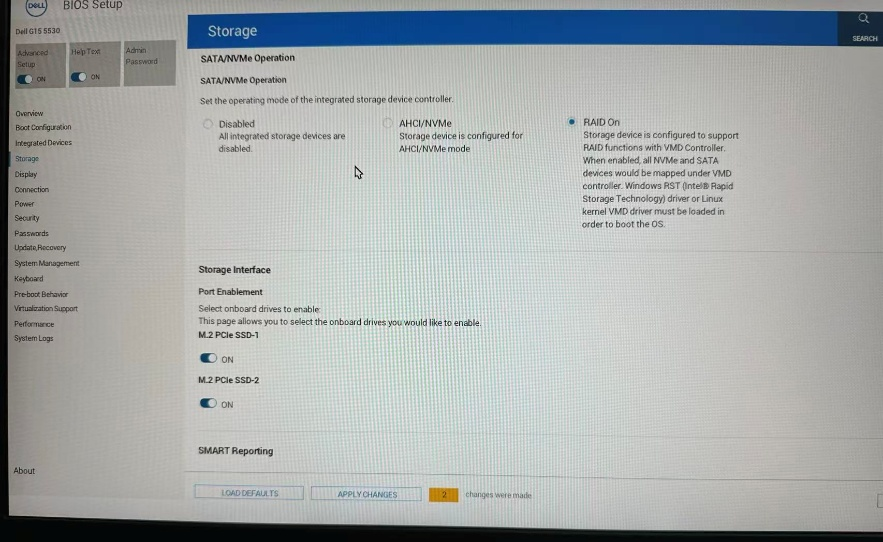 DELL
BIOS Setup
Dell G15 5530
Advanced
Setup
ON
Help Text
ON
Admin
Password
Overview
Boot Configuration
Integrated Devices
Storage
Display
Connection
Power
Security
Passwords
Update,Recovery
System Management
Keyboard
Pre-boot Behavior
Virtualization Support
Performance
System Logs
About
Storage
SEARCH
SATA/NVMe Operation
SATA/NVMe Operation
Set the operating mode of the integrated storage device controller.
Disabled
All integrated storage devices are
disabled.
AHCI/NVMe
Storage device is configured for
AHCI/NVMe mode
RAID On
Storage device is configured to support
RAID functions with VMD Controller.
When enabled, all NVMe and SATA
devices would be mapped under VMD
controller. Windows RST (Intel® Rapid
Storage Technology) driver or Linux
kernel VMD driver must be loaded in
order to boot the OS.
Storage Interface
Port Enablement
Select onboard drives to enable:
This page allows you to select the onboard drives you would like to enable.
M.2 PCIe SSD-1
ON
M.2 PCIe SSD-2
ON
SMART Reporting
LOAD DEFAULTS
APPLY CHANGES
2
changes were made